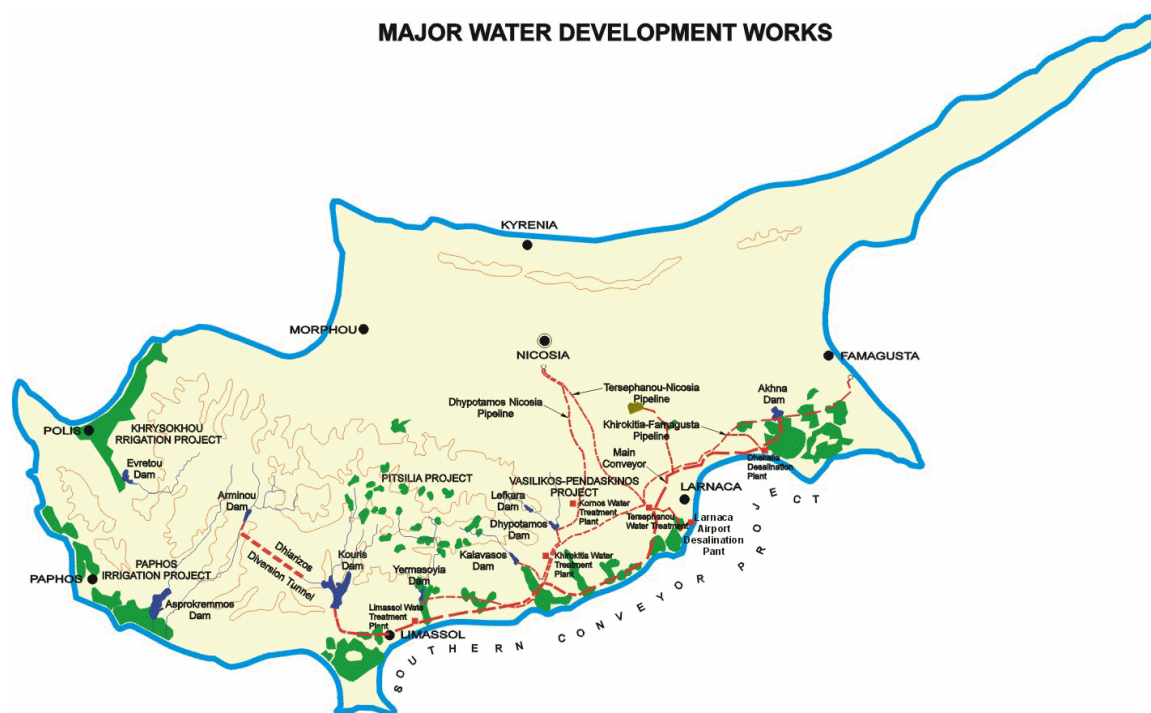 MAJOR WATER DEVELOPMENT WORKS
KYRENIA
MORPHOU
NICOSIA
FAMAGUSTA
Tersephanou-Nicosia
Pipeline
Dhypotamos Nicosia
Pipeline
Akhna
Dam
Khirokitia-Famagusta
Pipeline
POLIS
KHRYSOKHOU
RRIGATION PROJECT
Main
Conveyor
Dhekelia
Desalination
Plant
Evretou
Dam
PITSILIA PROJECT
VASILIKOS-PENDASKINOS
PROJECT
LARNACA
Arminou
Dam
Lefkara
Dam
Kornos Water
Treatment
Plant
Tersephanou
Water Treatment
Larnaca
Airport
Desalination
Pant
Dhypotamos
Dam
Dhiarizos
Diversion Tunnel
Kouris
Dam
Kalavasos
Dam
Khirokitia Water
Treatment
Plant
PAPHOS
PAPHOS
IRRIGATION PROJECT
Yermasoyia
Dam
Asprokremmos
Dam
Limassol Wate
Treatment
Plant
LIMASSOL
SOUTHERN CONVEYOR PROJECT